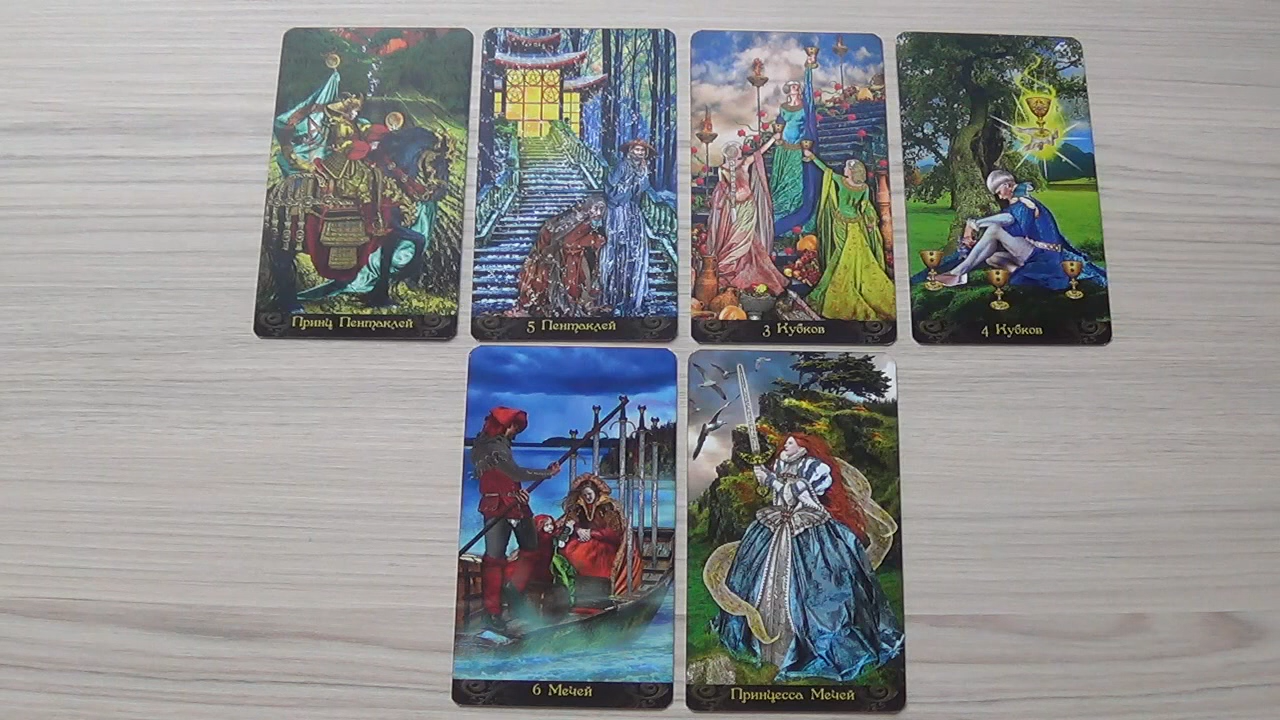 Принц Пентаклей
5 Пентаклей
3 Кубков
4 Кубков
6 Мечей
Принцесса Мечей